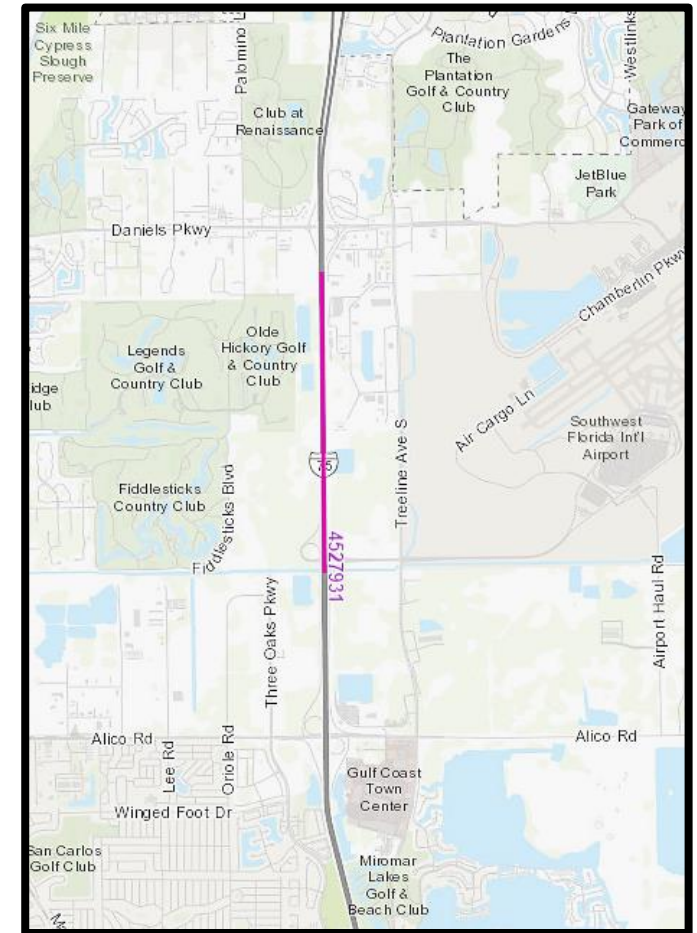 Six Mile
Cypress
Slough
Preserve
Palomino L
Plantation Gardens
Westlinks
The
Plantation
Golf & Country
Club
Club at
Renaissance
Gateway
Park of
Commerc
JetBlue
Park
Daniels Pkwy
Chamberlin Pkwy
Olde
Hickory Golf
& Country
Club
Legends
Golf &
Country Club
idge
lub
Air Cargo Ln
Southwest
Florida Int'l
Airport
Treeline Ave S
75
Fiddlesticks
Country Club
Fiddlesticks Blvd
4527931
Three Oaks Pkwy
Airport Haul Rd
Alico Rd
Alico Rd
Lee Rd
Oriole Rd
Gulf Coast
Town
Center
Winged Foot Dr
San Carlos
Golf Club
Miromar
Lakes
Golf &
Beach Club